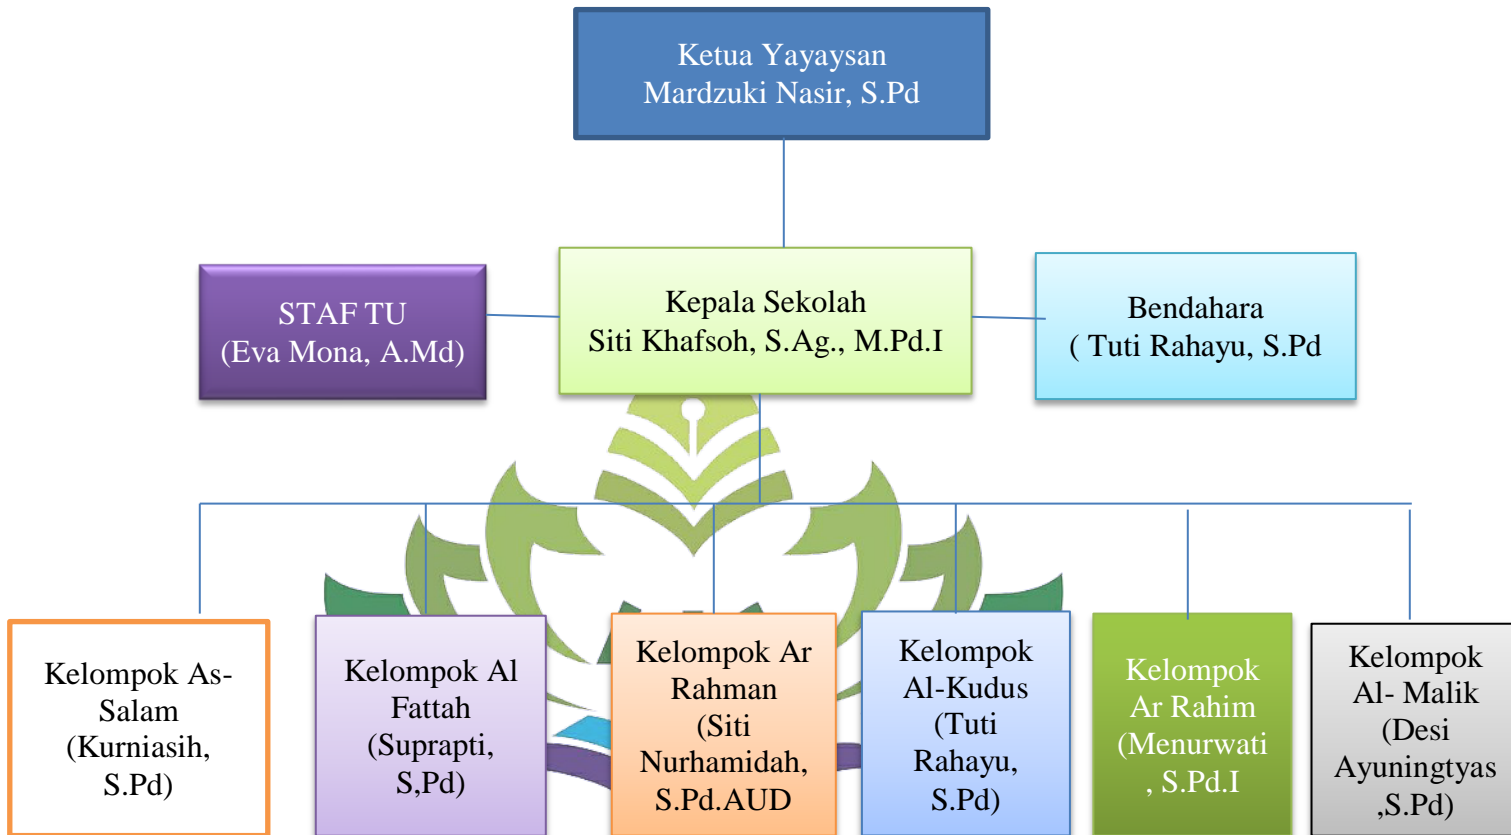 Ketua Yayaysan
Mardzuki Nasir, S.Pd
STAF TU
(Eva Mona, A.Md)
Kepala Sekolah
Siti Khafsoh, S.Ag., M.Pd.I
Bendahara
( Tuti Rahayu, S.Pd
Kelompok As-
Salam
(Kurniasih,
S.Pd)
Kelompok Al
Fattah
(Suprapti,
S,Pd)
Kelompok Ar
Rahman
(Siti
Nurhamidah,
S.Pd.AUD
Kelompok
Al-Kudus
(Tuti
Rahayu,
S.Pd)
Kelompok
Ar Rahim
(Menurwati
, S.Pd.I
Kelompok
Al- Malik
(Desi
Ayuningtyas
,S.Pd)